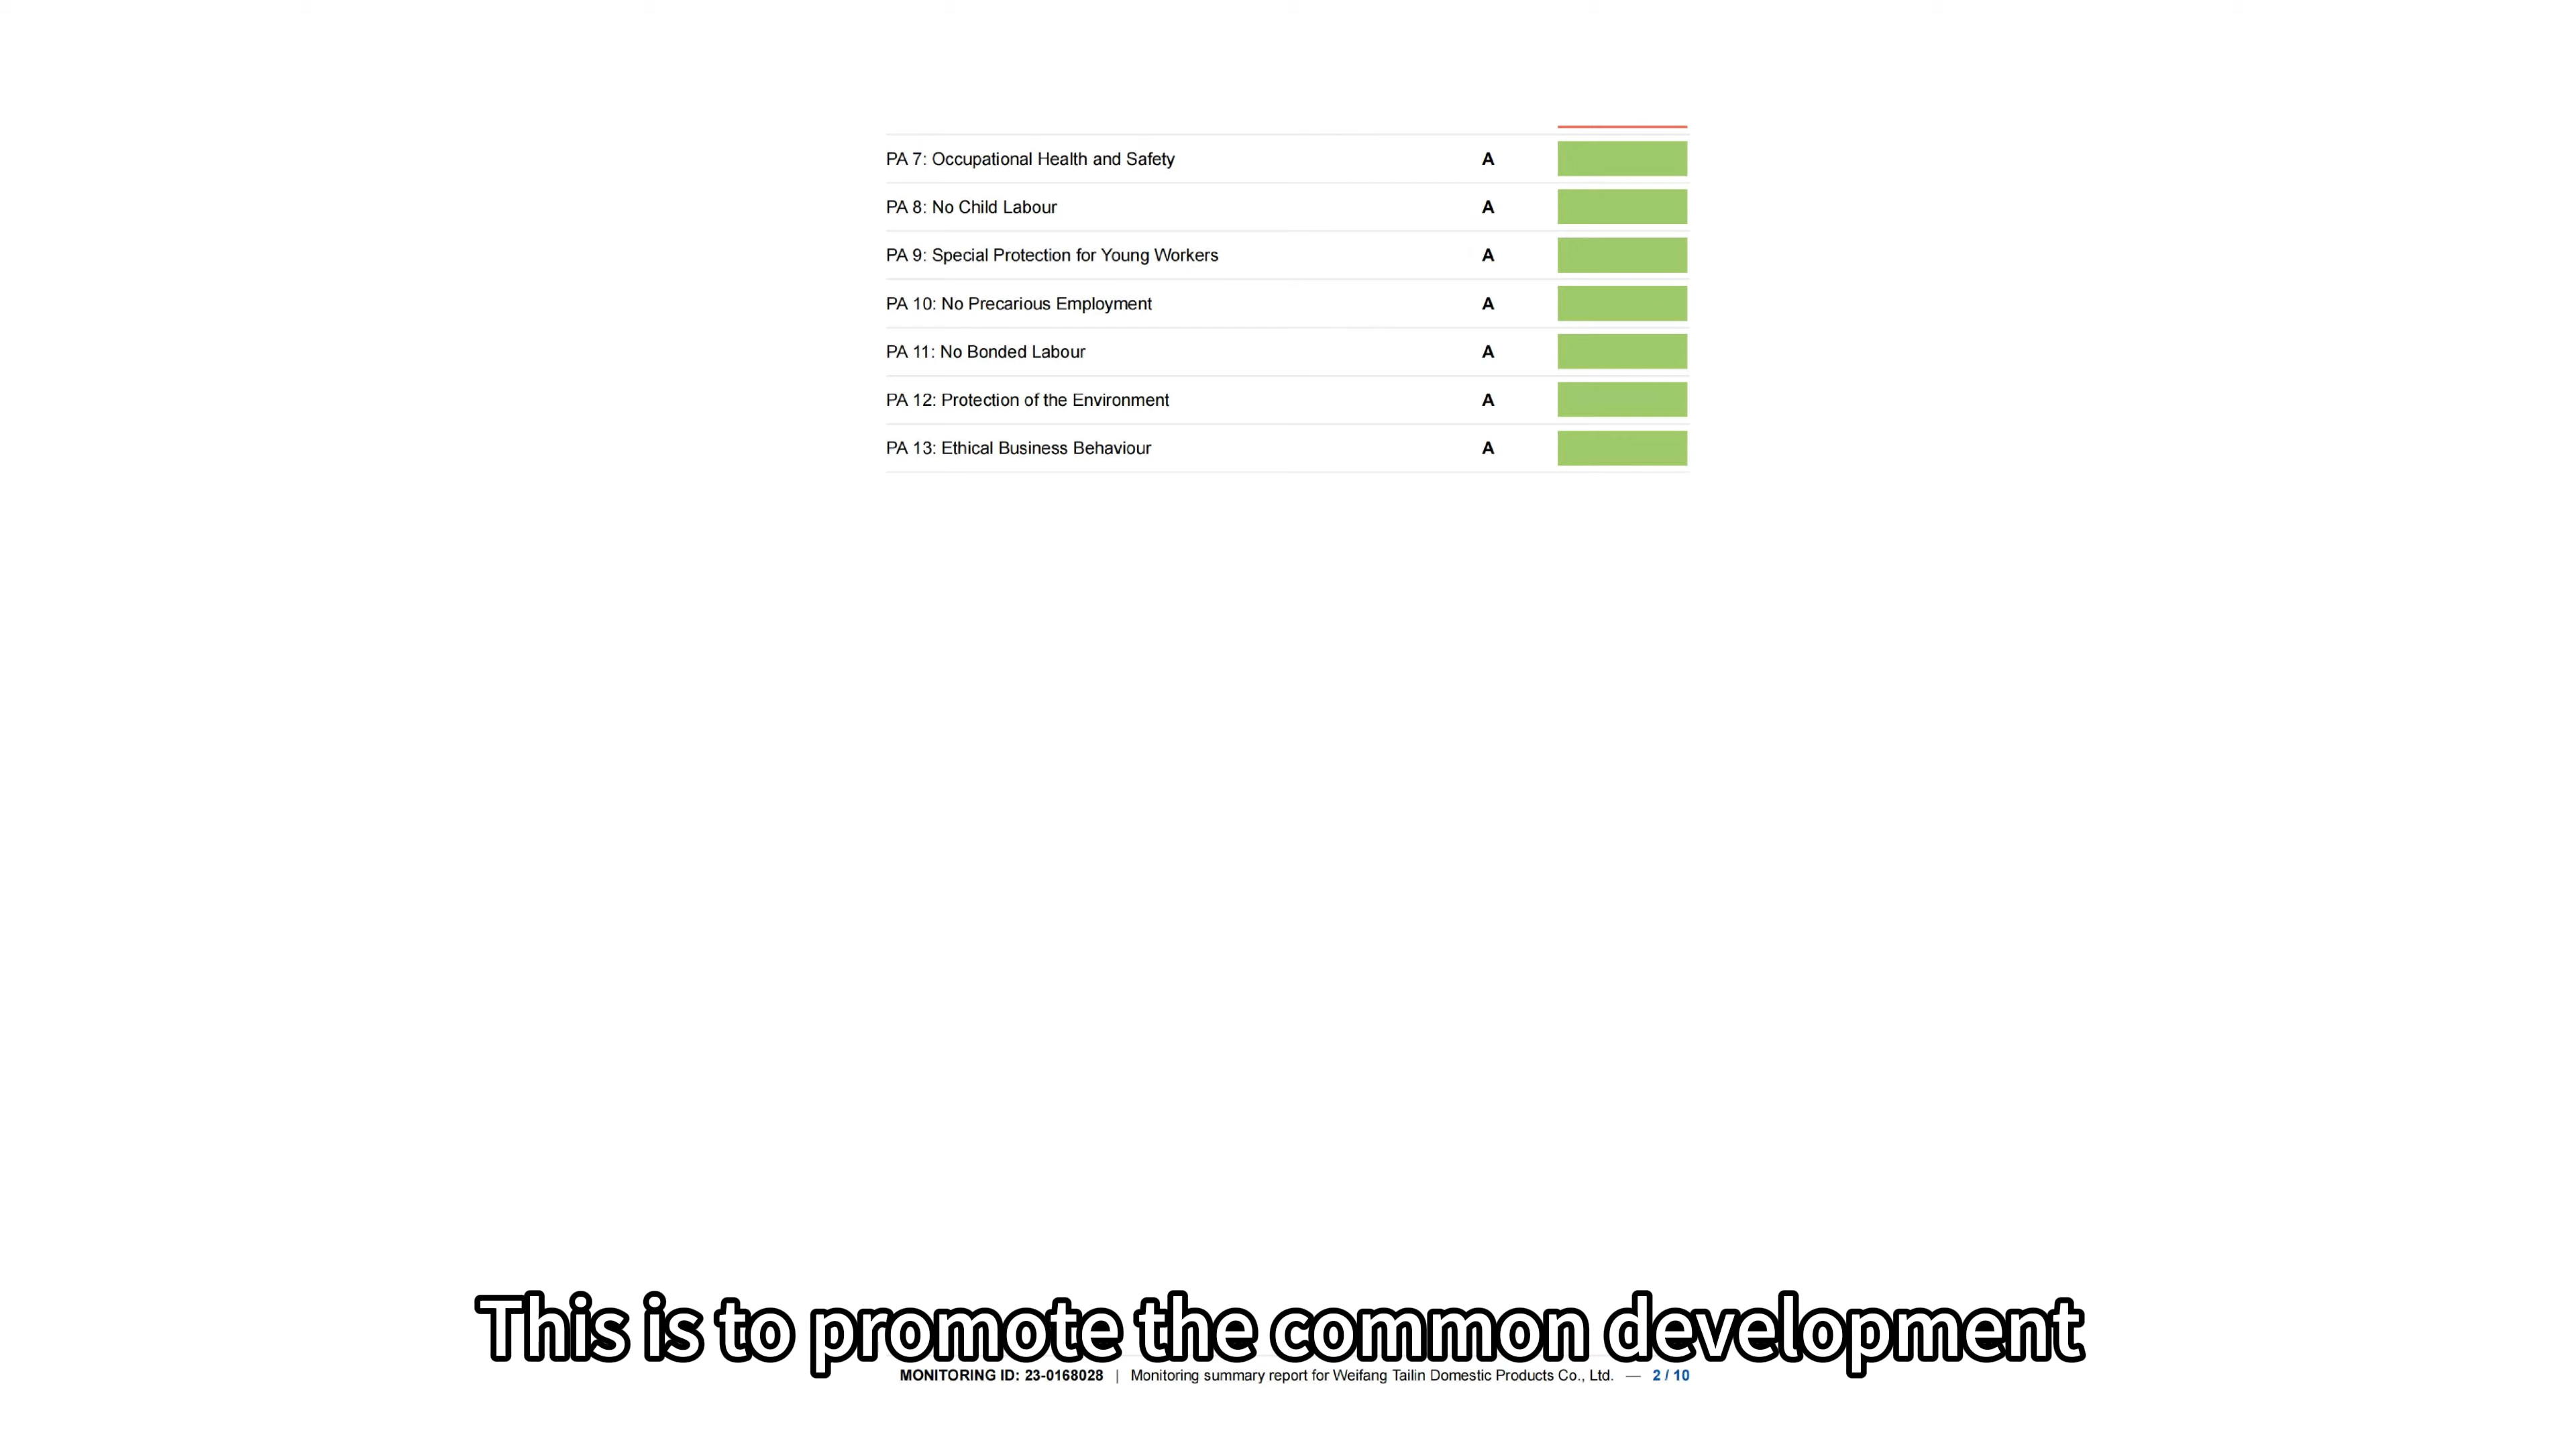 PA 7: Occupational Health and Safety A
PA 8: No Child Labour A
PA 9: Special Protection for Young Workers A
PA 10: No Precarious Employment A
PA 11: No Bonded Labour A
PA 12: Protection of the Environment A
PA 13: Ethical Business Behaviour A
This is to promote the common development
MONITORING ID: 23-0168028 | Monitoring summary report for Weifang Tailin Domestic Products Co., Ltd. — 2 / 10